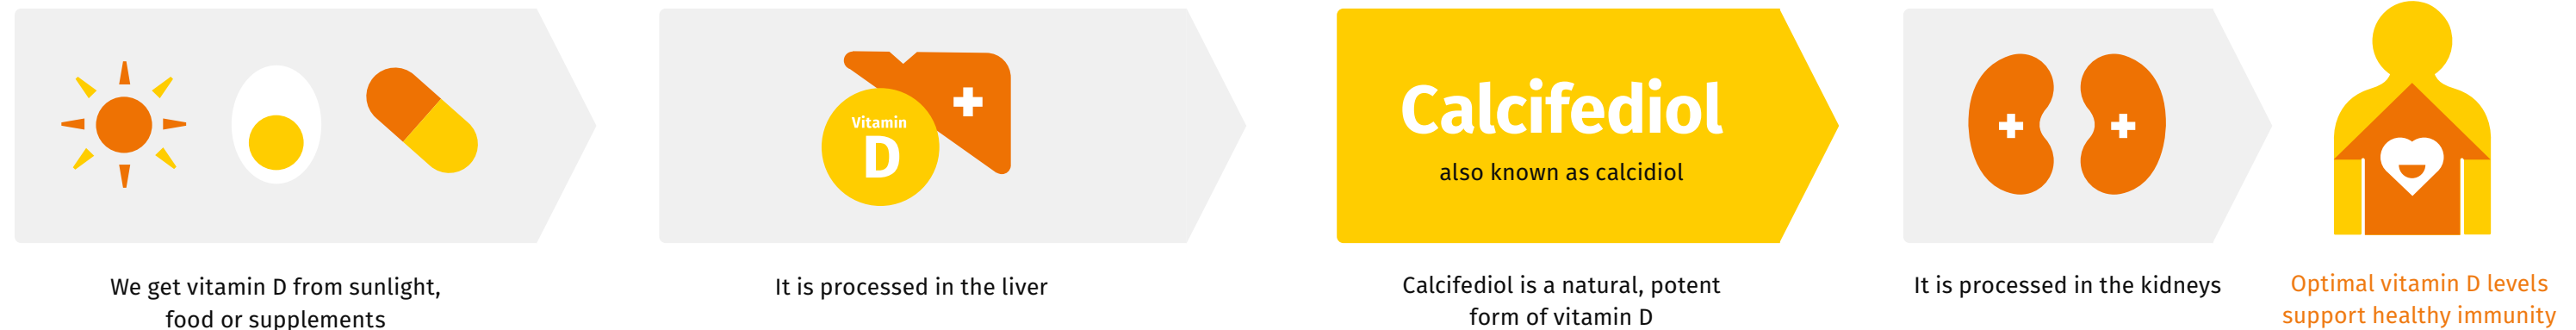 Vitamin
D
Calcifediol
also known as calcidiol
We get vitamin D from sunlight,
food or supplements
It is processed in the liver
Calcifediol is a natural, potent
form of vitamin D
It is processed in the kidneys
Optimal vitamin D levels
support healthy immunity